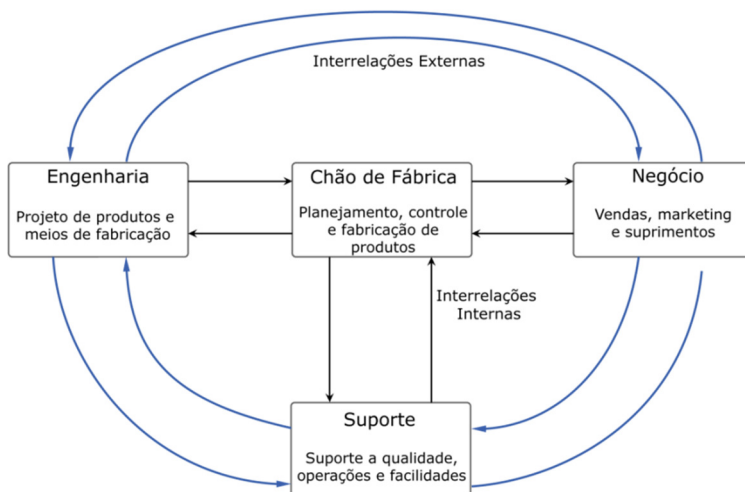 Interrelações Externas
Engenharia
Projeto de produtos e
meios de fabricação
Chão de Fábrica
Planejamento, controle
e fabricação de
produtos
Negócio
Vendas, marketing
e suprimentos
Interrelações
Internas
Suporte
Suporte a qualidade,
operações e facilidades